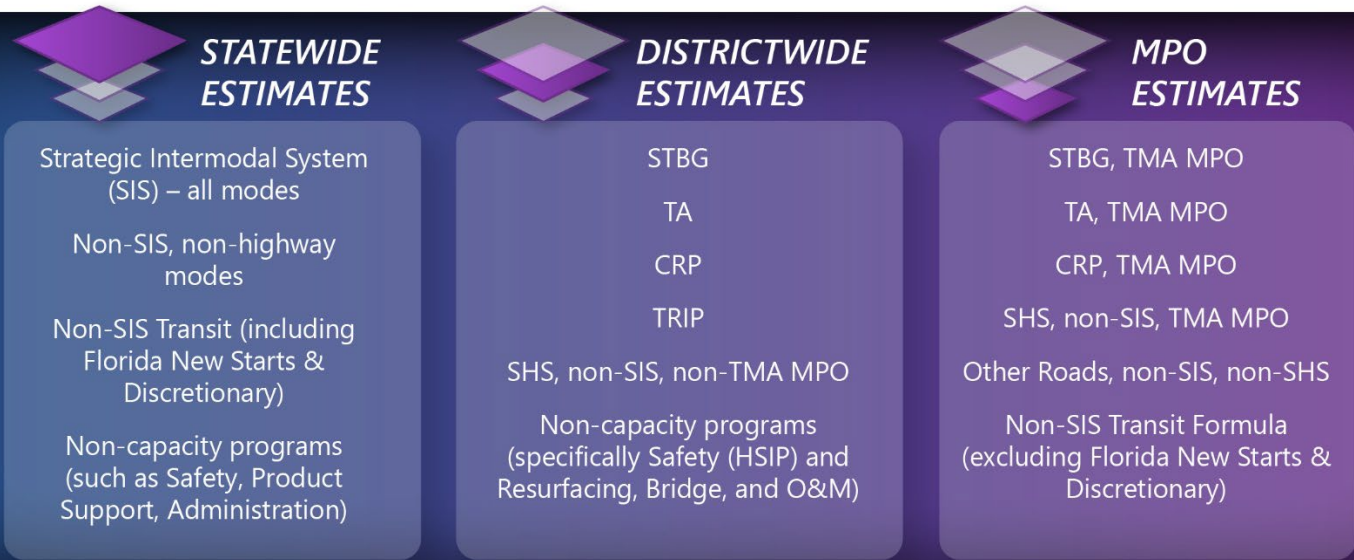 STATEWIDE
ESTIMATES
Strategic Intermodal System
(SIS) – all modes
Non-SIS, non-highway
modes
Non-SIS Transit (including
Florida New Starts &
Discretionary)
Non-capacity programs
(such as Safety, Product
Support, Administration)
DISTRICTWIDE
ESTIMATES
STBG
TA
CRP
TRIP
SHS, non-SIS, non-TMA MPO
Non-capacity programs
(specifically Safety (HSIP) and
Resurfacing, Bridge, and O&M)
MPO
ESTIMATES
STBG, TMA MPO
TA, TMA MPO
CRP, TMA MPO
SHS, non-SIS, TMA MPO
Other Roads, non-SIS, non-SHS
Non-SIS Transit Formula
(excluding Florida New Starts &
Discretionary)